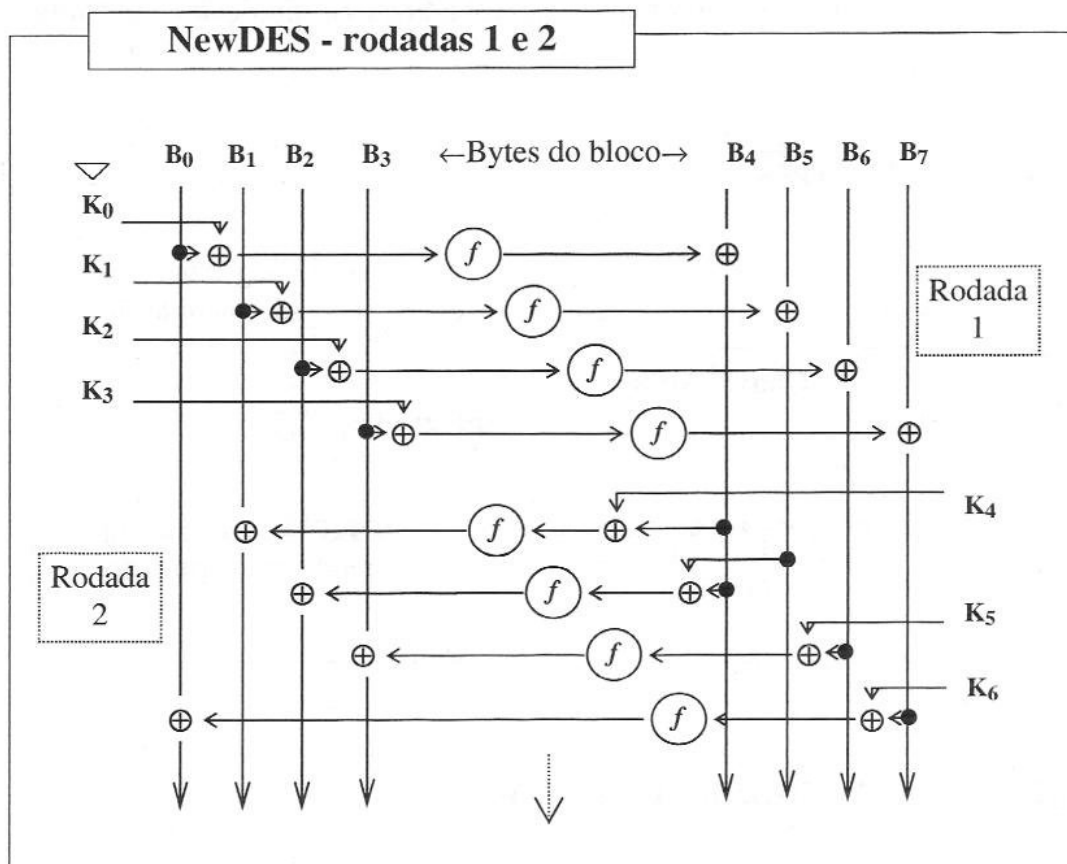 NewDES - rodadas 1 e 2
B₀ B₁ B₂ B₃ ←Bytes do bloco→ B₄ B₅ B₆ B₇
K₀
f
K₁
f
Rodada
1
K₂
f
K₃
f
K₄
f
Rodada
2
f
K₅
f
K₆
f